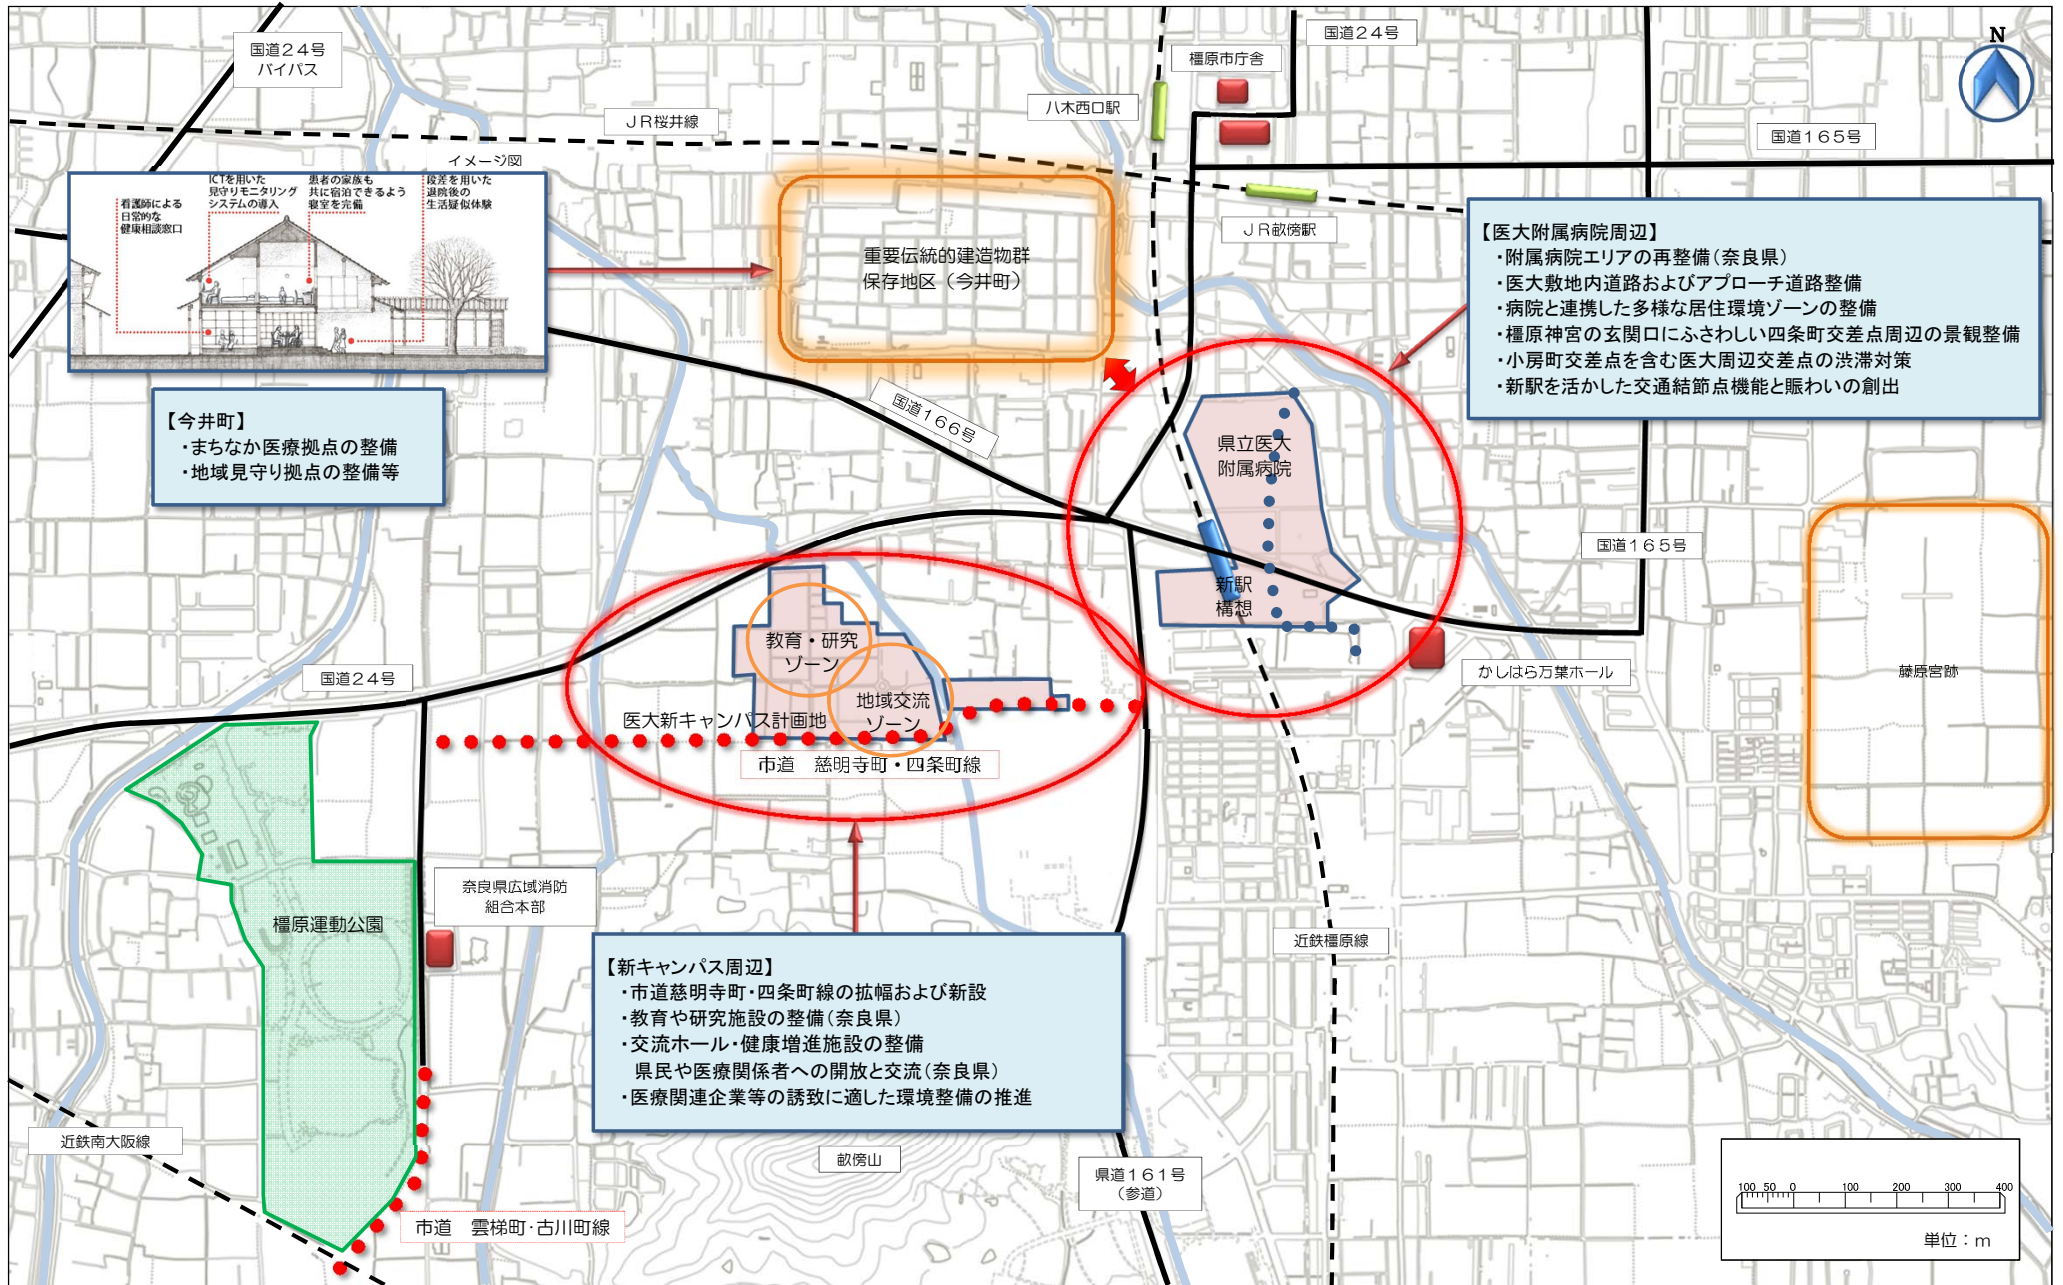 国道24号
バイパス
橿原市庁舎
国道24号
N
八木西口駅
JR桜井線
国道165号
イメージ図
ICTを用いた
見守りモニタリング
システムの導入
患者の家族も
共に宿泊できるよう
寝室を完備
段差を用いた
退院後の
生活疑似体験
看護師による
日常的な
健康相談窓口
JR畝傍駅
重要伝統的建造物群
保存地区（今井町）
【医大附属病院周辺】
・附属病院エリアの再整備(奈良県)
・医大敷地内道路およびアプローチ道路整備
・病院と連携した多様な居住環境ゾーンの整備
・橿原神宮の玄関口にふさわしい四条町交差点周辺の景観整備
・小房町交差点を含む医大周辺交差点の渋滞対策
・新駅を活かした交通結節点機能と賑わいの創出
【今井町】
・まちなか医療拠点の整備
・地域見守り拠点の整備等
国道166号
県立医大
附属病院
国道165号
新駅
構想
教育・研究
ゾーン
かしはら万葉ホール
藤原宮跡
国道24号
地域交流
ゾーン
医大新キャンパス計画地
市道　慈明寺町・四条町線
奈良県広域消防
組合本部
橿原運動公園
近鉄橿原線
【新キャンパス周辺】
・市道慈明寺町・四条町線の拡幅および新設
・教育や研究施設の整備(奈良県)
・交流ホール・健康増進施設の整備
県民や医療関係者への開放と交流(奈良県)
・医療関連企業等の誘致に適した環境整備の推進
近鉄南大阪線
畝傍山
県道161号
（参道）
市道　雲梯町・古川町線
100 50 0 100 200 300 400
単位：m